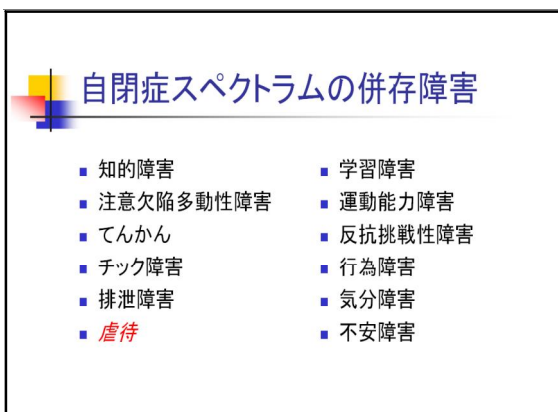 自閉症スペクトラムの併存障害
知的障害
注意欠陥多動性障害
てんかん
チック障害
排泄障害
虐待
学習障害
運動能力障害
反抗挑戦性障害
行為障害
気分障害
不安障害